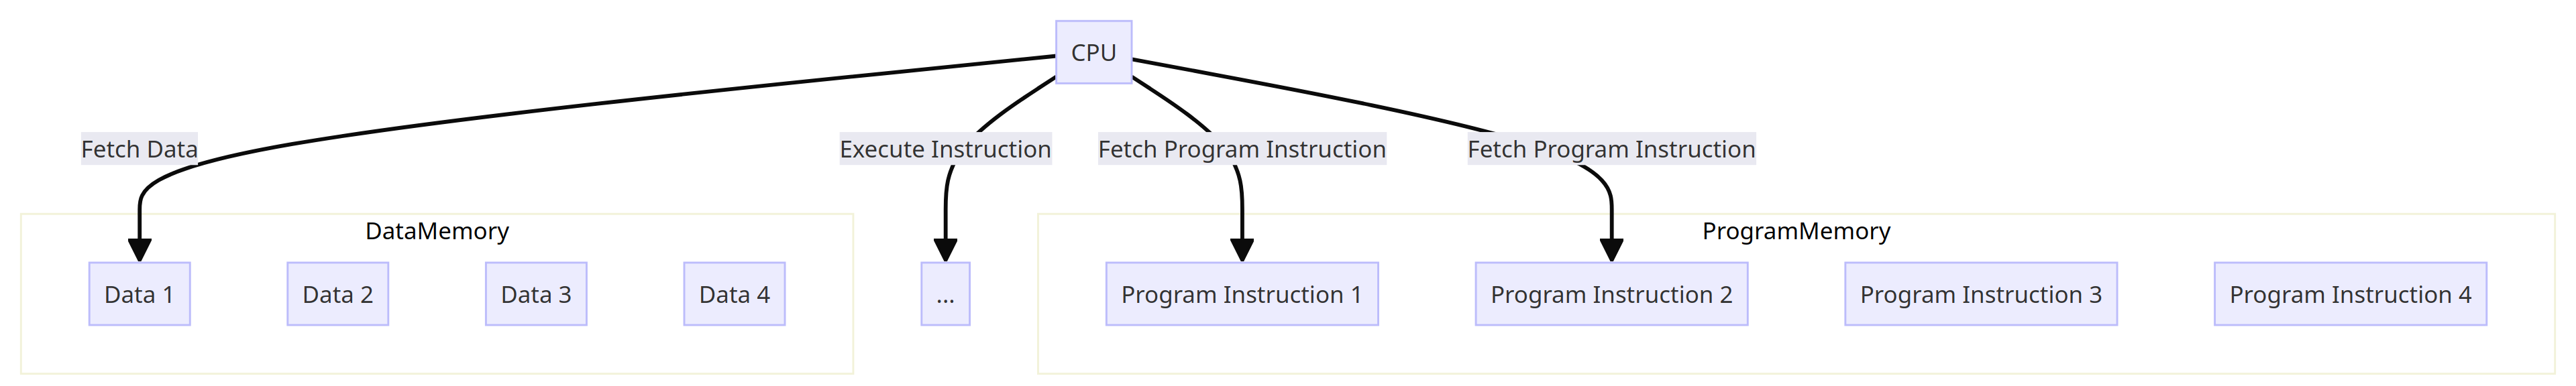 CPU
Fetch Data
Execute Instruction
Fetch Program Instruction
Fetch Program Instruction
DataMemory
ProgramMemory
Data 1
Data 2
Data 3
Data 4
...
Program Instruction 1
Program Instruction 2
Program Instruction 3
Program Instruction 4